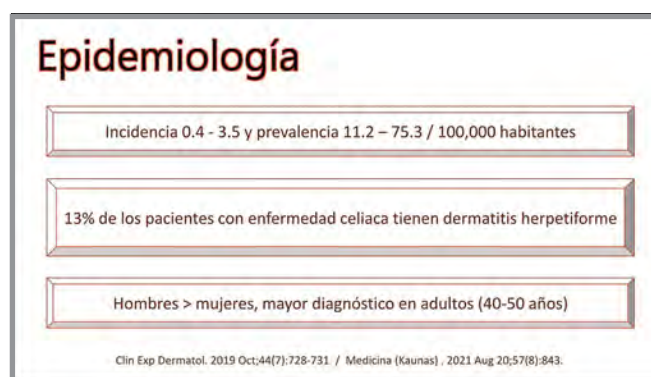 Epidemiología
Incidencia 0.4 - 3.5 y prevalencia 11.2 – 75.3 / 100,000 habitantes
13% de los pacientes con enfermedad celiaca tienen dermatitis herpetiforme
Hombres > mujeres, mayor diagnóstico en adultos (40-50 años)
Clin Exp Dermatol. 2019 Oct;44(7):728-731 / Medicina (Kaunas) . 2021 Aug 20;57(8):843.